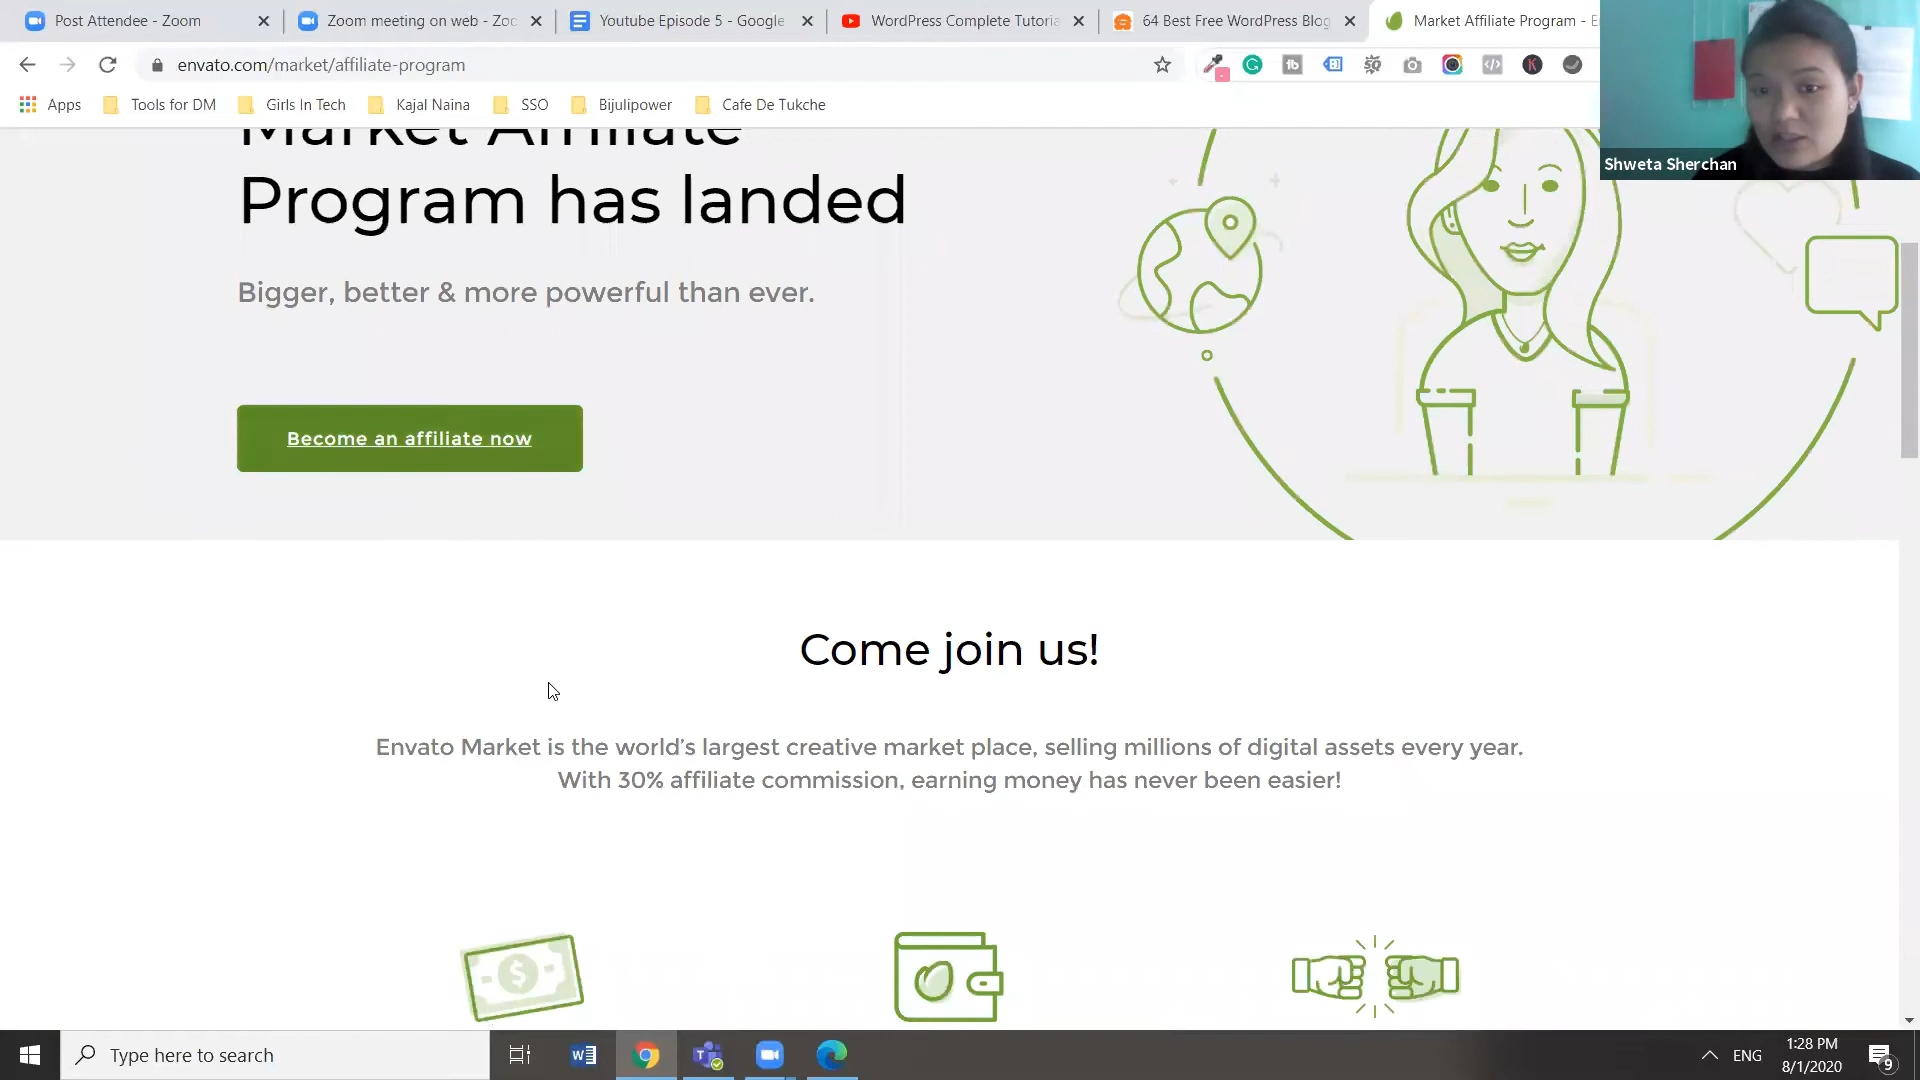 Post Attendee - Zoom
Zoom meeting on web - Zoo
Youtube Episode 5 - Google
WordPress Complete Tutoria
64 Best Free WordPress Blog
Market Affiliate Program - E
envato.com/market/affiliate-program
Apps
Tools for DM
Girls In Tech
Kajal Naina
SSO
Bijulipower
Cafe De Tukche
Shweta Sherchan
Market Affiliate
Program has landed
Bigger, better & more powerful than ever.
Become an affiliate now
Come join us!
Envato Market is the world's largest creative market place, selling millions of digital assets every year.
With 30% affiliate commission, earning money has never been easier!
Type here to search
ENG
1:28 PM
8/1/2020
9